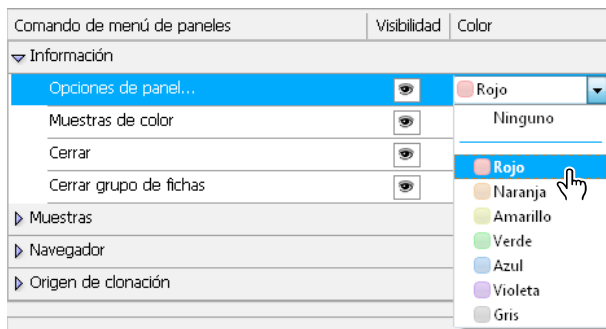 Comando de menú de paneles Visibilidad Color
Información
Opciones de panel... Rojo
Muestras de color Ninguno
Cerrar Rojo
Naranja
Cerrar grupo de fichas
Muestras Amarillo
Verde
Navegador
Azul
Origen de clonación
Violeta
Gris